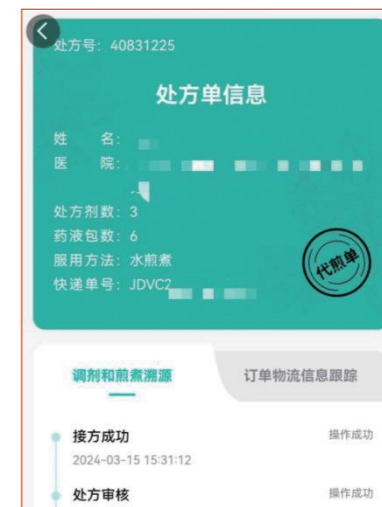 处方号：40831225
处方单信息
姓 名：
医 院：
处方剂数：3
药液包数：6
服用方法：水煎煮
代煎单
快递单号：JDVC2
调剂和煎煮溯源
订单物流信息跟踪
接方成功
操作成功
2024-03-15 15:31:12
处方审核
操作成功